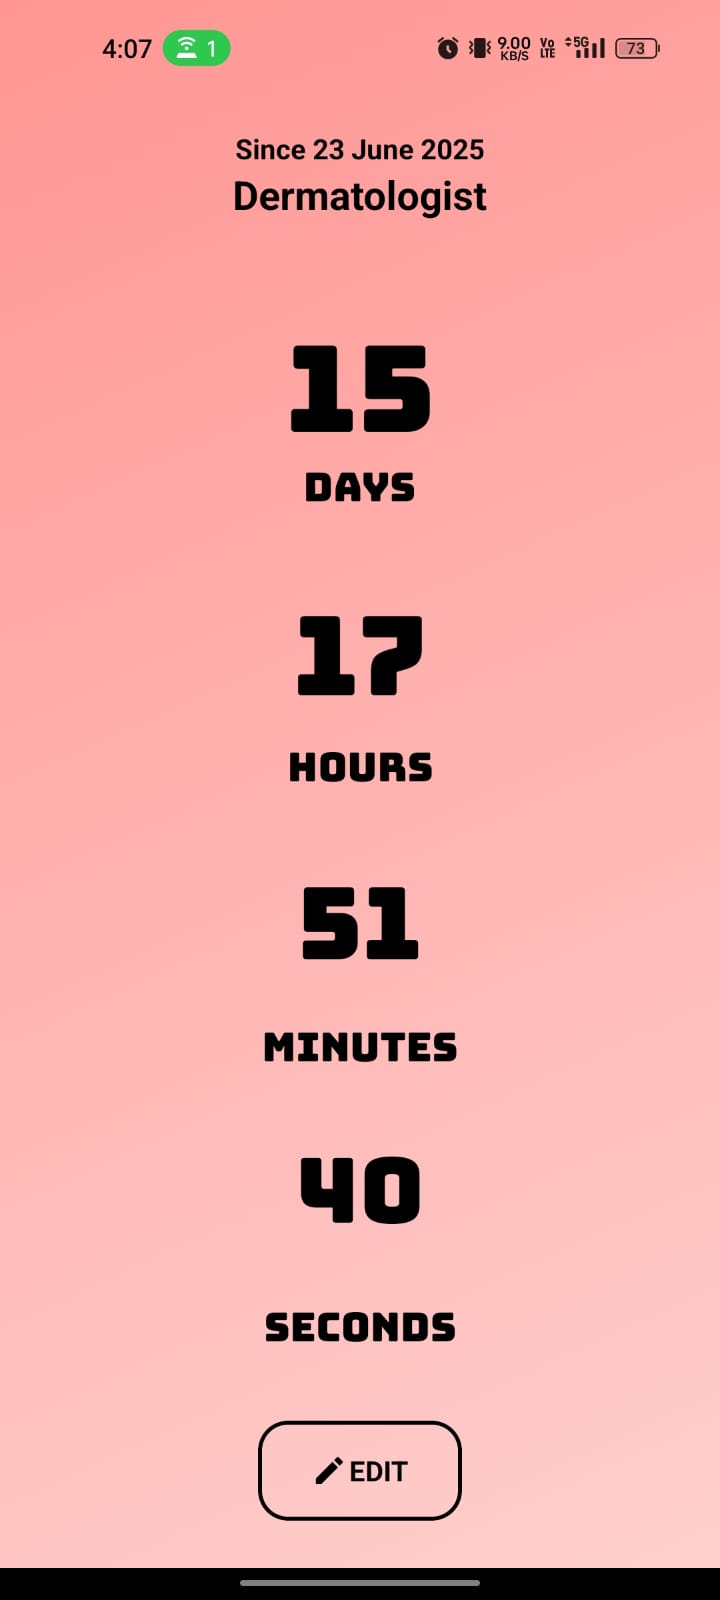 4:07 1 9.00 KB/S Vo LTE 5G 73
Since 23 June 2025
Dermatologist
15
DAYS
17
HOURS
51
MINUTES
40
SECONDS
EDIT